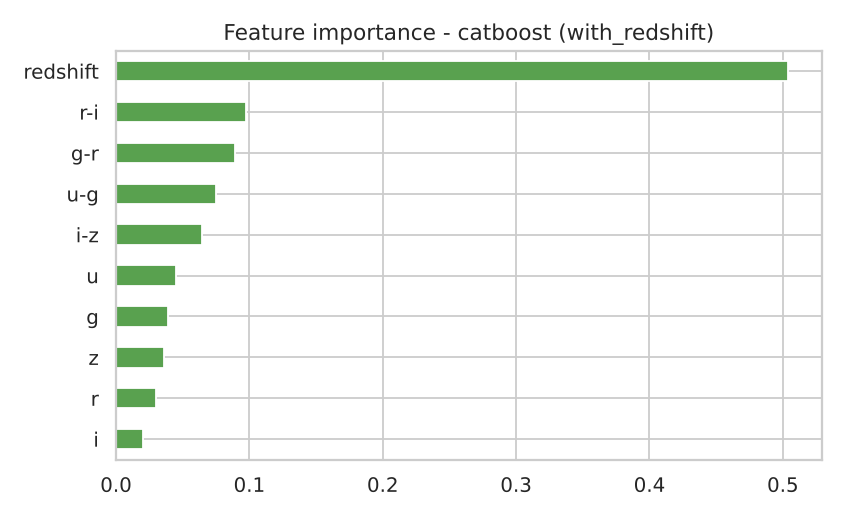 Feature importance - catboost (with_redshift)
redshift
r-i
g-r
u-g
i-z
u
g
z
r
i
0.0 0.1 0.2 0.3 0.4 0.5